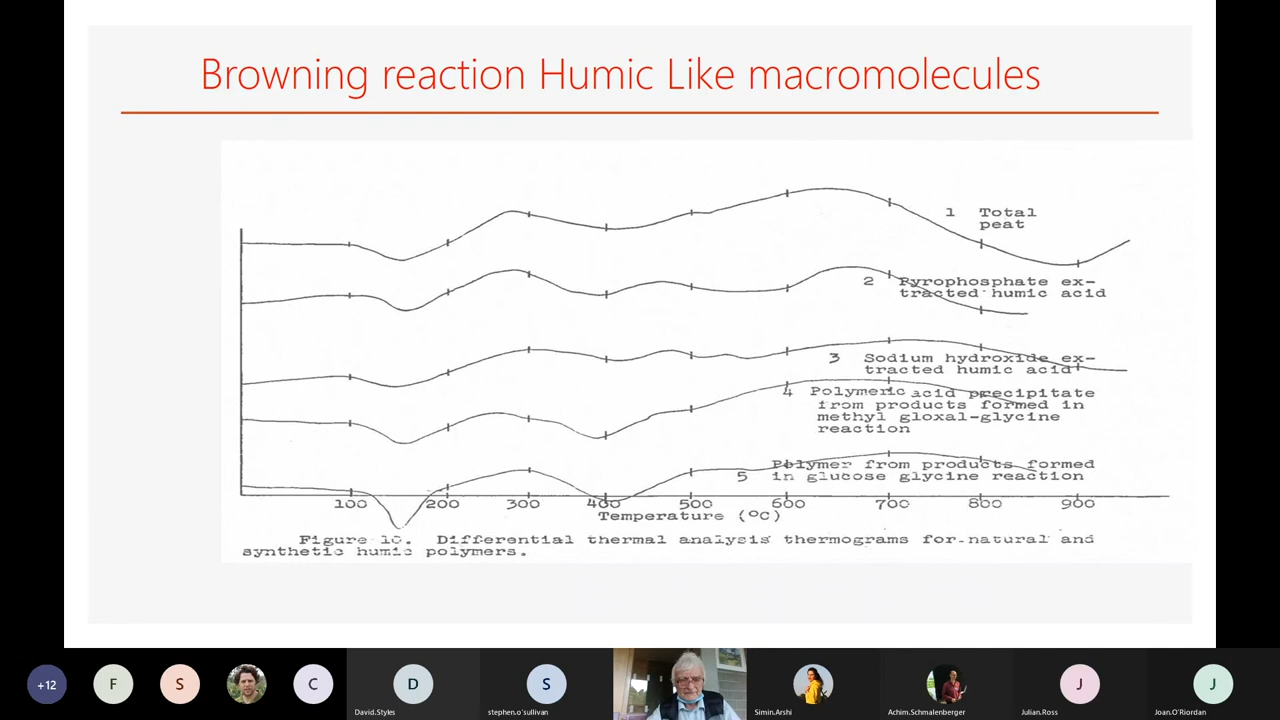 Browning reaction Humic Like macromolecules
1 Total
peat
2 Pyrophosphate ex-
tracted humic acid
3 Sodium hydroxide ex-
tracted humic acid
4 Polymeric acid precipitate
from products formed in
methyl gloxal-glycine
reaction
Polymer from products formed
5 in glucose glycine reaction
100 200 300 400 500 600 700 800 900
Temperature (ºC)
Figure 10. Differential thermal analysis thermograms for natural and
synthetic humic polymers.
+12 F S C D S J J
David.Styles stephen.o'sullivan Simin.Arshi Achim.Schmalenberger Julian.Ross Joan.O'Riordan